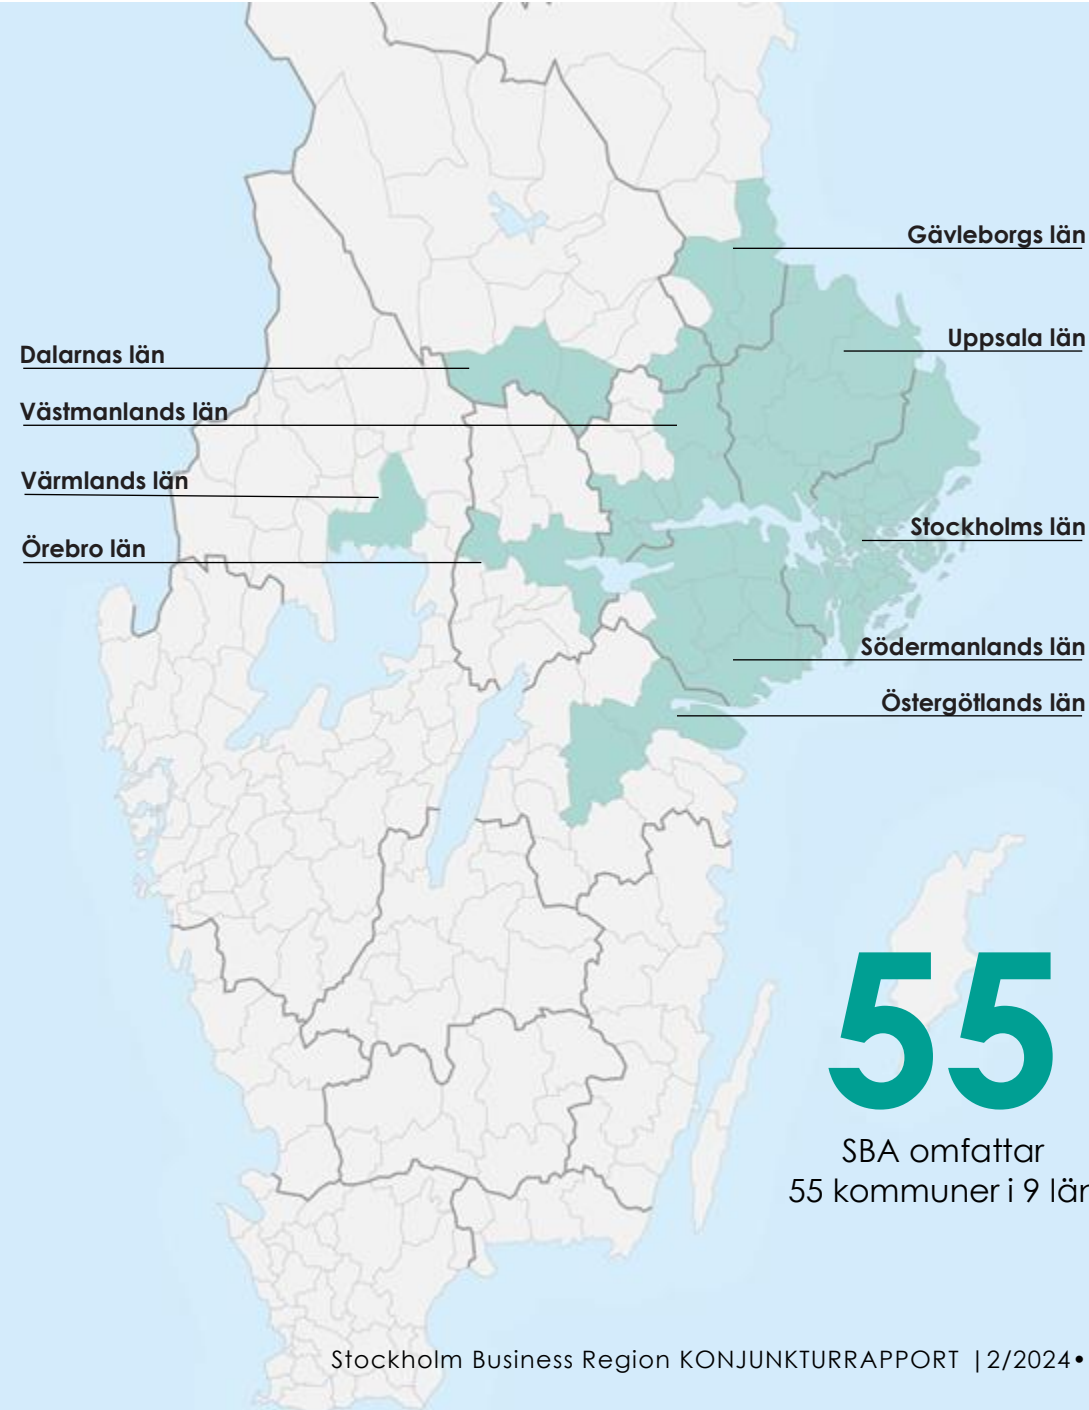 Gävleborgs län
Uppsala län
Dalarnas län
Västmanlands län
Värmlands län
Stockholms län
Örebro län
Södermanlands län
Östergötlands län
55
SBA omfattar
55 kommuner i 9 län
Stockholm Business Region KONJUNKTURRAPPORT |2/2024•